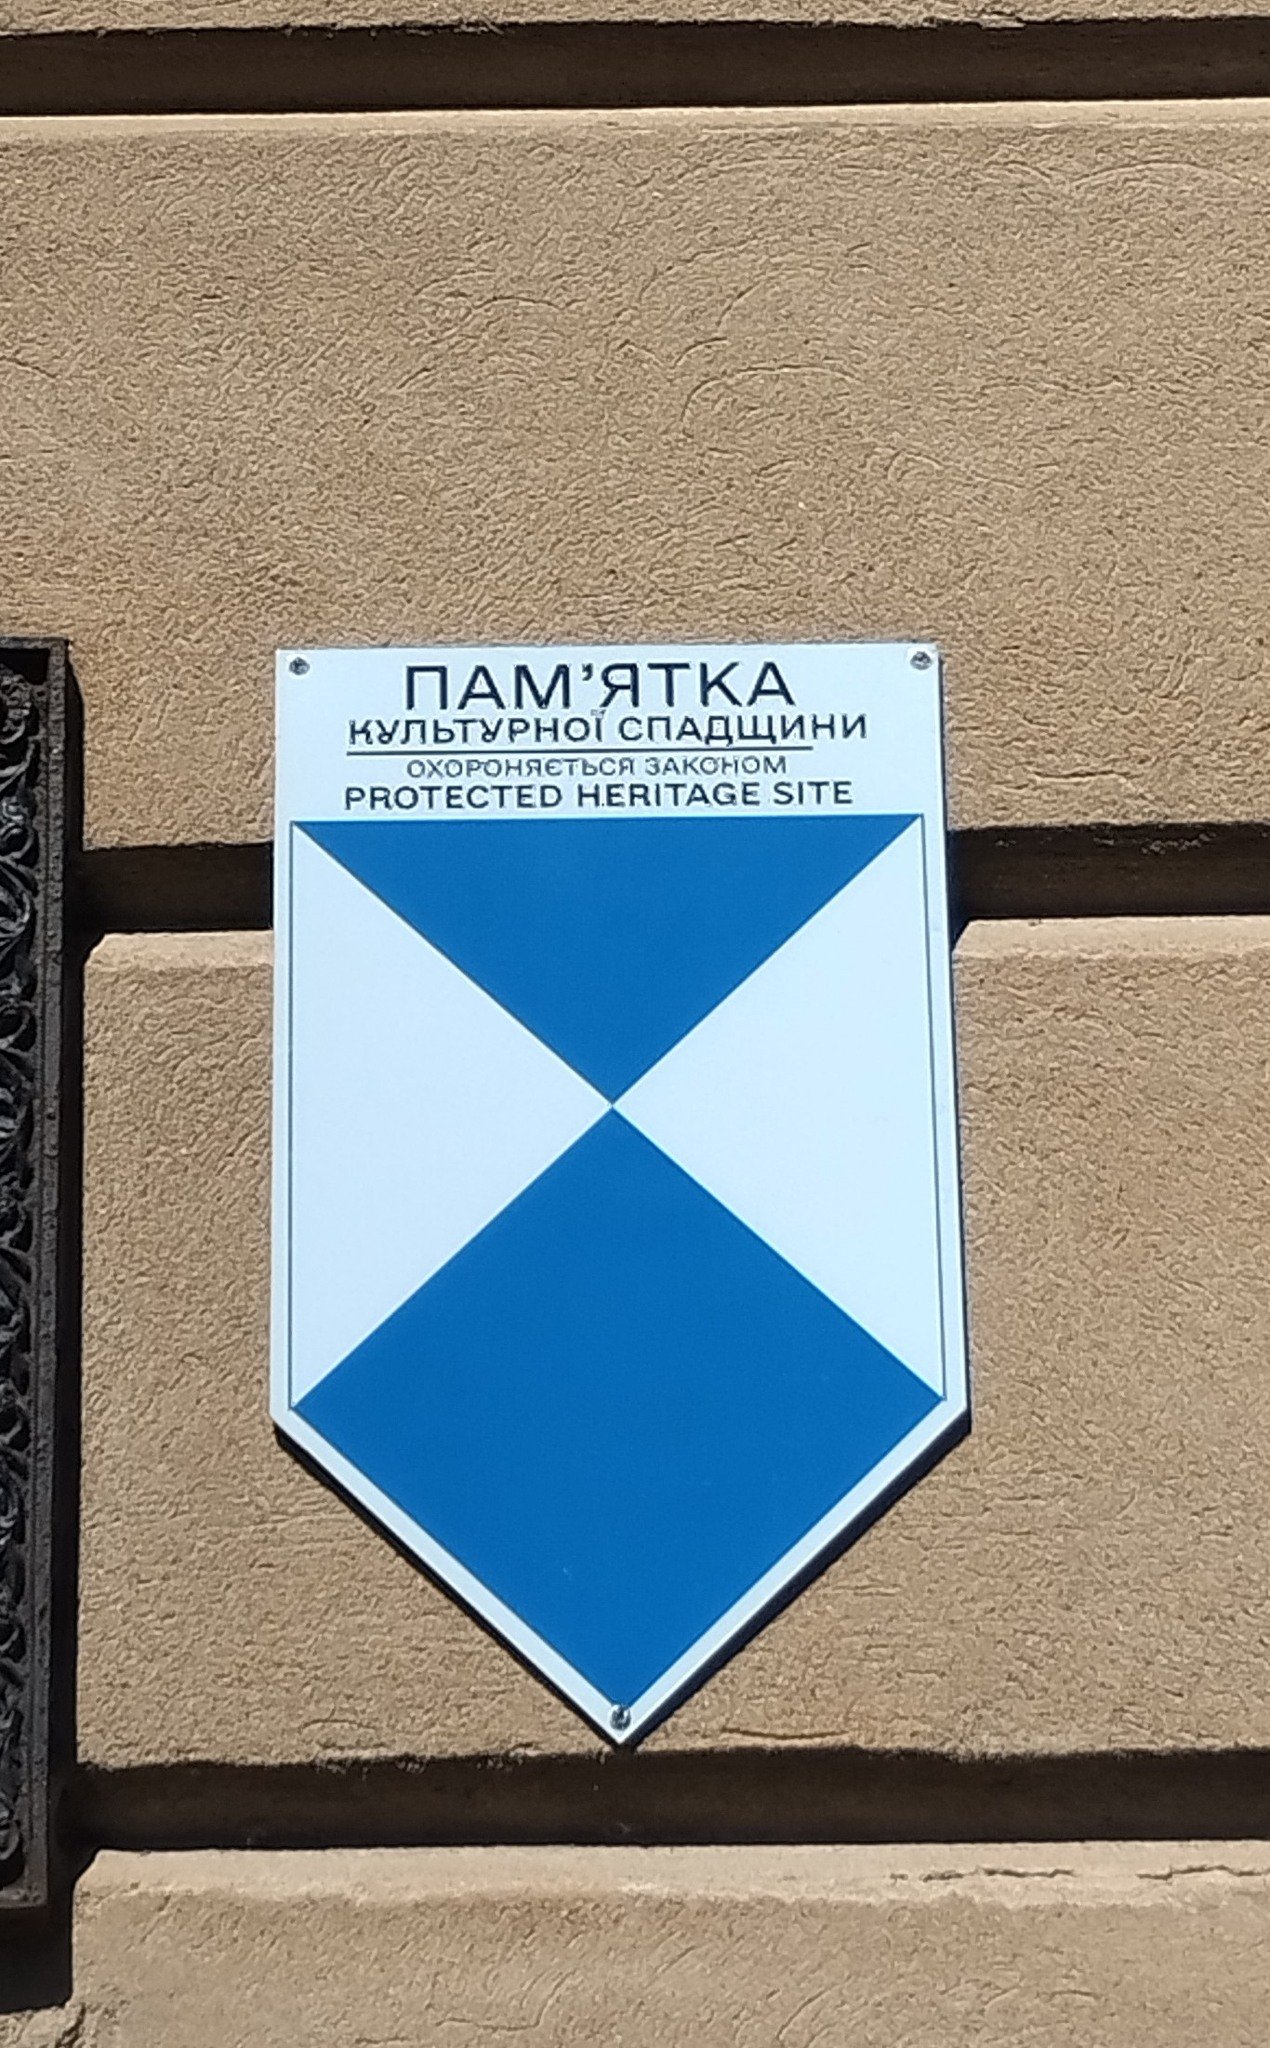 ПАМ’ЯТКА
КУЛЬТУРНОЇ СПАДЩИНИ
ОХОРОНЯЄТЬСЯ ЗАКОНОМ
PROTECTED HERITAGE SITE